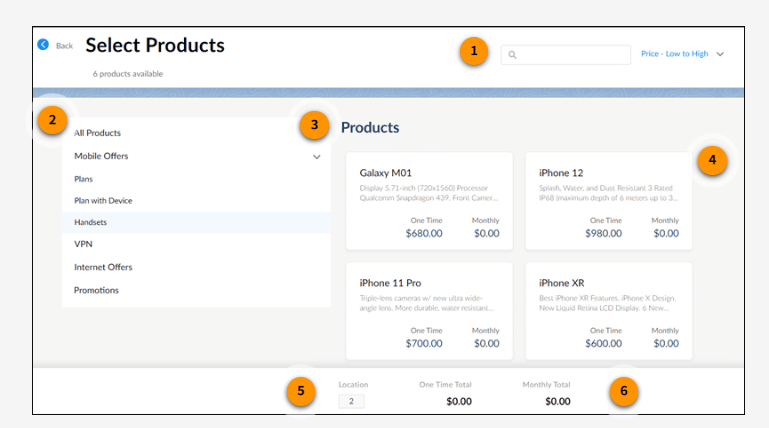 Back Select Products
6 products available
1
Price - Low to High
2
All Products
Mobile Offers
Plans
Plan with Device
Handsets
VPN
Internet Offers
Promotions
3
Products
4
Galaxy M01
Display 5.71-inch (720x1560) Processor
Qualcomm Snapdragon 439, Front Camer...
One Time Monthly
$680.00 $0.00
iPhone 12
Splash, Water, and Dust Resistant 3 Rated
IP68 (maximum depth of 6 meters up to 3...
One Time Monthly
$980.00 $0.00
iPhone 11 Pro
Triple-lens cameras w/ new ultra wide-
angle lens. More durable, water resistant...
One Time Monthly
$700.00 $0.00
iPhone XR
Best iPhone XR Features. iPhone X Design.
New Liquid Retina LCD Display. 6 New...
One Time Monthly
$600.00 $0.00
5
Location One Time Total Monthly Total
2 $0.00 $0.00
6